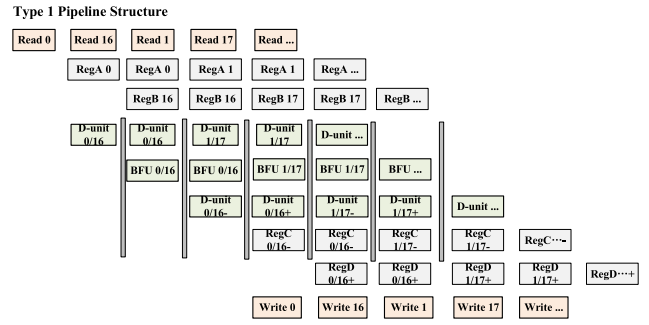 Type 1 Pipeline Structure
Read 0 Read 16 Read 1 Read 17 Read ...
RegA 0 RegA 0 RegA 1 RegA 1 RegA ...
RegB 16 RegB 16 RegB 17 RegB 17 RegB ...
D-unit D-unit D-unit D-unit D-unit ...
0/16 0/16 1/17 1/17
BFU 0/16 BFU 0/16 BFU 1/17 BFU 1/17 BFU ...
D-unit D-unit D-unit D-unit D-unit ...
0/16- 0/16+ 1/17- 1/17+
RegC RegC RegC RegC RegC···-
0/16- 0/16- 1/17- 1/17-
RegD RegD RegD RegD RegD···+
0/16+ 0/16+ 1/17+ 1/17+
Write 0 Write 16 Write 1 Write 17 Write ...